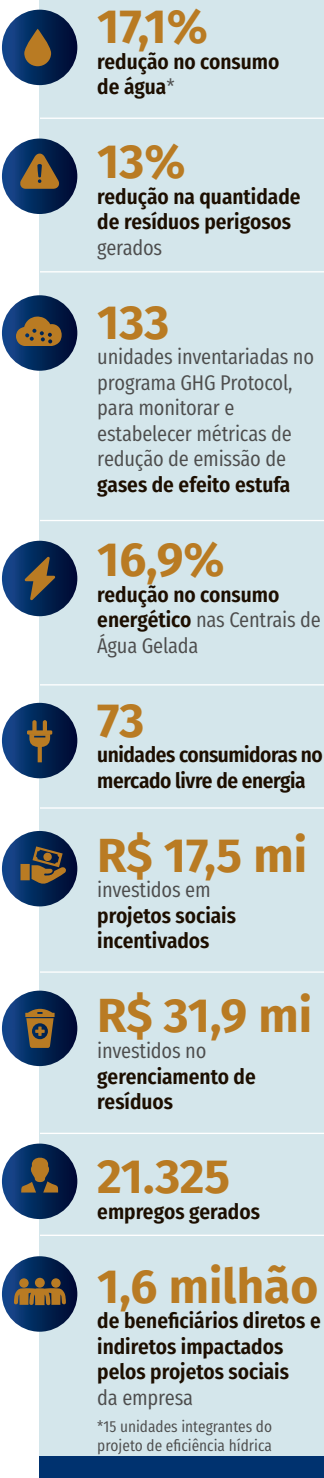 17,1%
redução no consumo
de água*
13%
redução na quantidade
de resíduos perigosos
gerados
133
unidades inventariadas no
programa GHG Protocol,
para monitorar e
estabelecer métricas de
redução de emissão de
gases de efeito estufa
16,9%
redução no consumo
energético nas Centrais de
Água Gelada
73
unidades consumidoras no
mercado livre de energia
R$ 17,5 mi
investidos em
projetos sociais
incentivados
R$ 31,9 mi
investidos no
gerenciamento de
resíduos
21.325
empregos gerados
1,6 milhão
de beneficiários diretos e
indiretos impactados
pelos projetos sociais
da empresa
*15 unidades integrantes do
projeto de eficiência hídrica